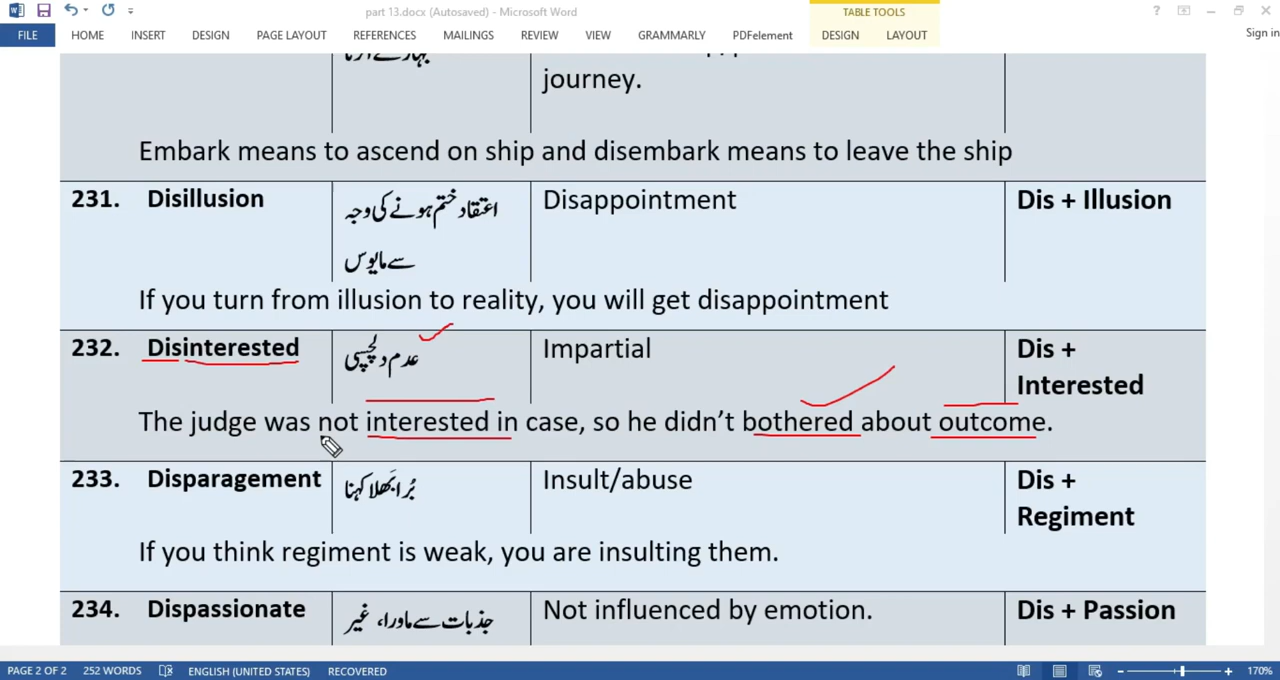 part 13.docx (Autosaved) - Microsoft Word
TABLE TOOLS
FILE HOME INSERT DESIGN PAGE LAYOUT REFERENCES MAILINGS REVIEW VIEW GRAMMARLY PDFelement DESIGN LAYOUT Sign in
journey.
Embark means to ascend on ship and disembark means to leave the ship
231. Disillusion اعتقاد ختم ہونے کی وجہ Disappointment Dis + Illusion
سے مایوس
If you turn from illusion to reality, you will get disappointment
232. Disinterested عدم دلچسپی Impartial Dis +
Interested
The judge was not interested in case, so he didn’t bothered about outcome.
233. Disparagement بُرا بَھلا کہنا Insult/abuse Dis +
Regiment
If you think regiment is weak, you are insulting them.
234. Dispassionate جذبات سے ماورا، غیر Not influenced by emotion. Dis + Passion
PAGE 2 OF 2 252 WORDS ENGLISH (UNITED STATES) RECOVERED 170%